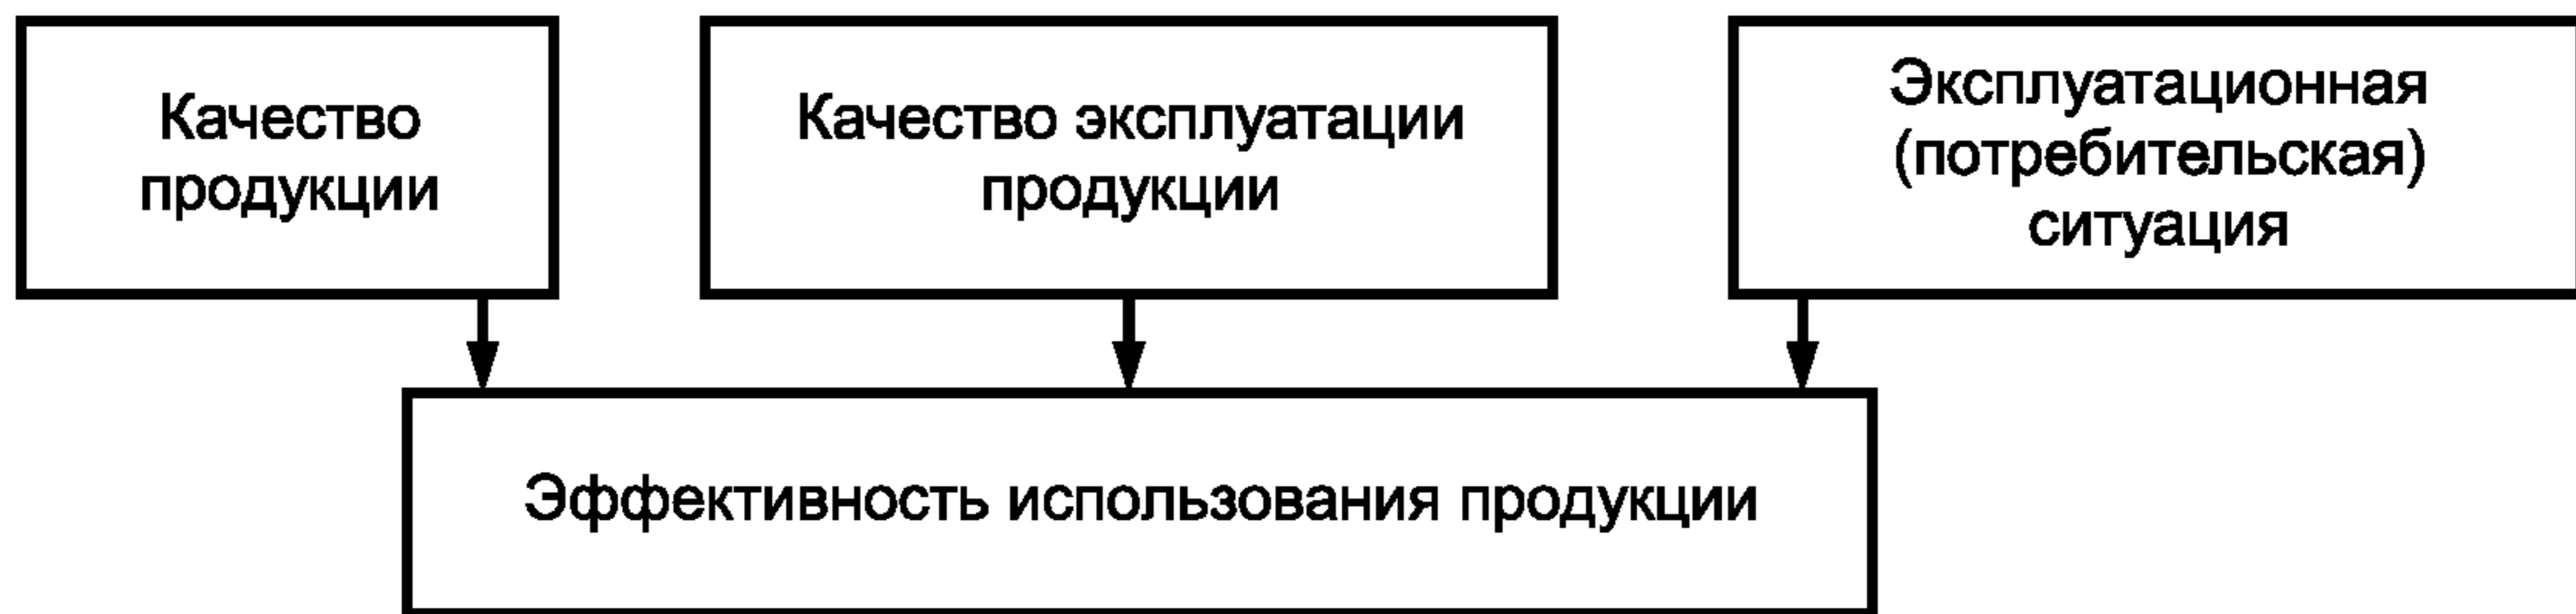 Качество
продукции
Качество эксплуатации
продукции
Эксплуатационная
(потребительская)
ситуация
Эффективность использования продукции